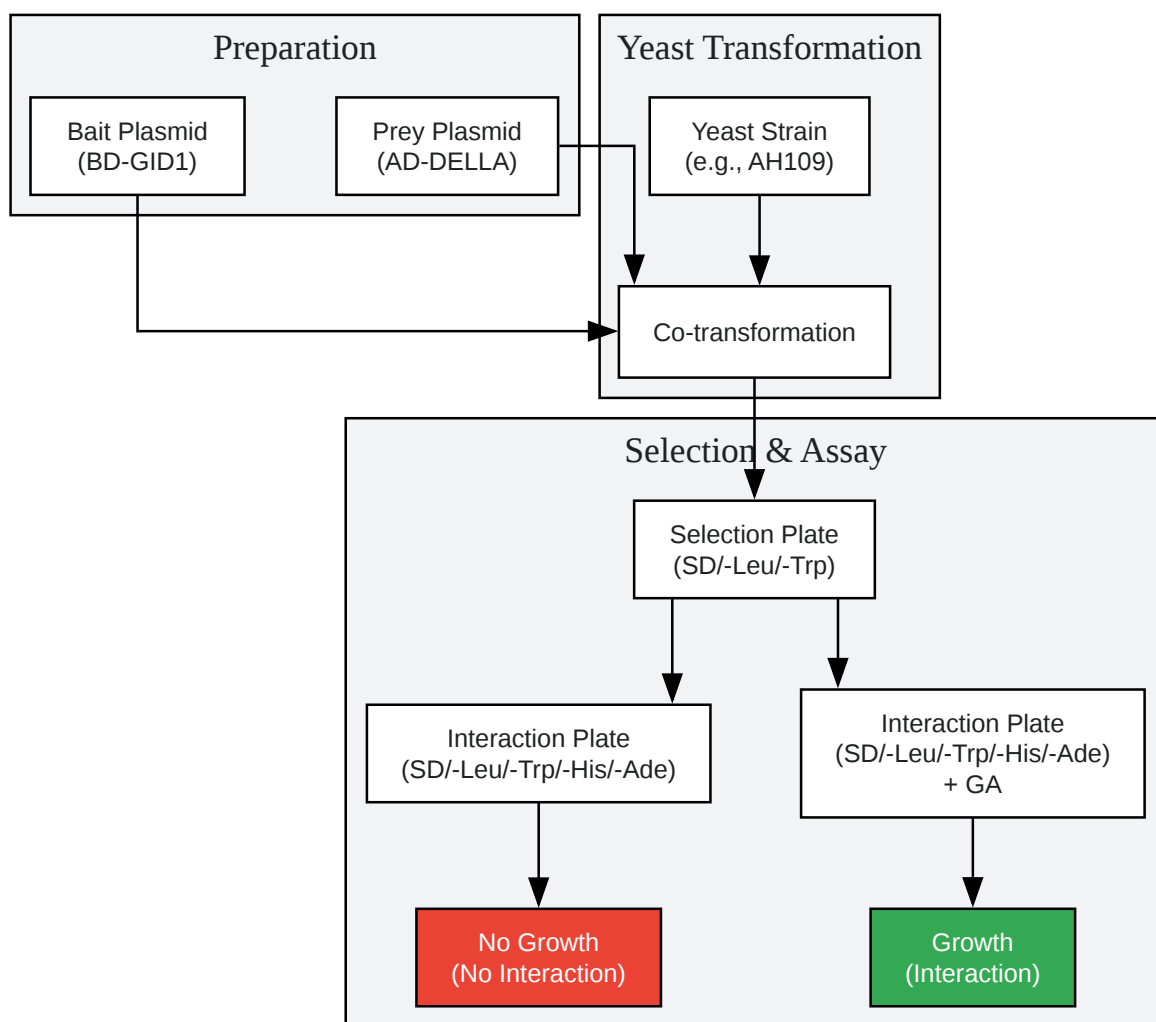 Preparation
Yeast Transformation
Bait Plasmid
(BD-GID1)
Prey Plasmid
(AD-DELLA)
Yeast Strain
(e.g., AH109)
Co-transformation
Selection & Assay
Selection Plate
(SD/-Leu/-Trp)
Interaction Plate
(SD/-Leu/-Trp/-His/-Ade)
Interaction Plate
(SD/-Leu/-Trp/-His/-Ade)
+ GA
No Growth
(No Interaction)
Growth
(Interaction)